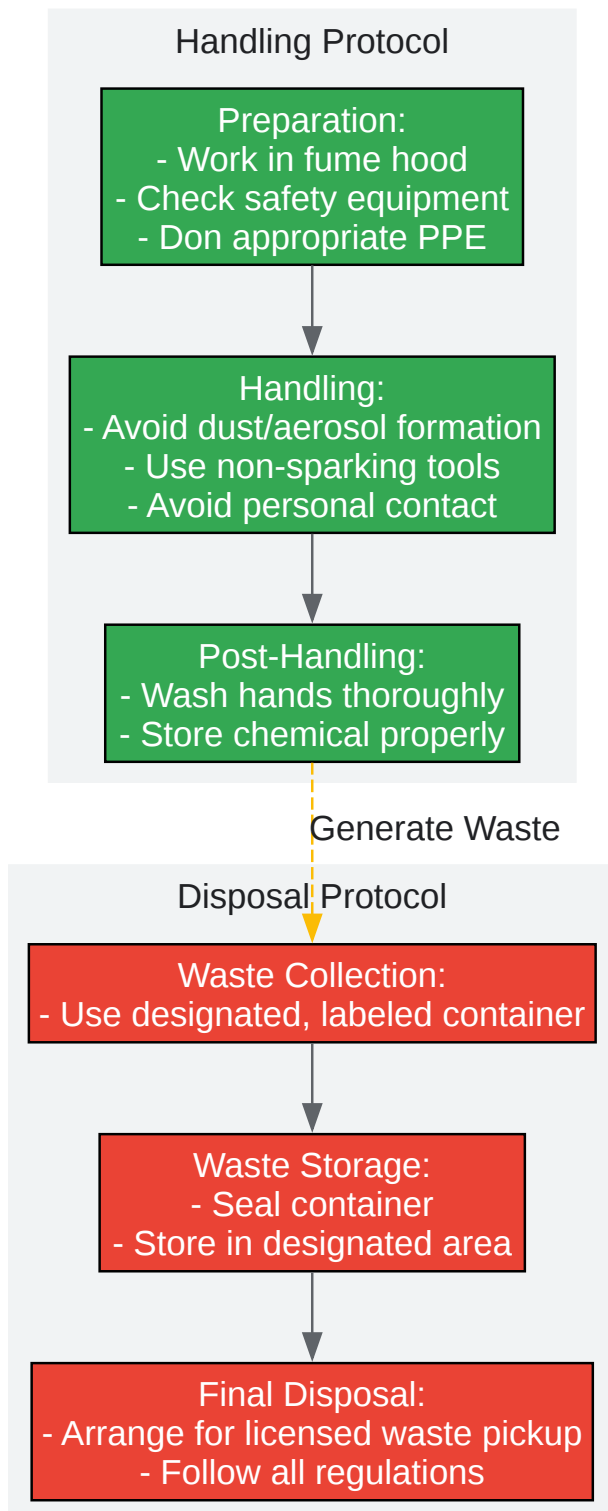 Handling Protocol
Preparation:
- Work in fume hood
- Check safety equipment
- Don appropriate PPE
Handling:
- Avoid dust/aerosol formation
- Use non-sparking tools
- Avoid personal contact
Post-Handling:
- Wash hands thoroughly
- Store chemical properly
Generate Waste
Disposal Protocol
Waste Collection:
- Use designated, labeled container
Waste Storage:
- Seal container
- Store in designated area
Final Disposal:
- Arrange for licensed waste pickup
- Follow all regulations